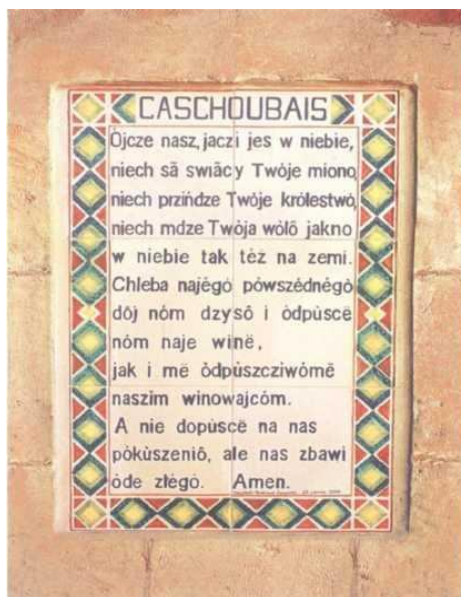 CASCHOUBAIS
Òjcze nasz, jaczi jes w niebie,
niech sã swiãcy Twòje miono,
niech przińdze Twòje królestwò,
niech mdze Twòja wòlô jakno
w niebie tak téż na zemi.
Chleba najégò pòwszédnégò
dôj nóm dzysô i òdpùscë
nóm naje winë,
jak i më òdpùszcziwómë
naszim winowajcóm.
A nie dopùscë na nas
pòkùszeniô, ale nas zbawi
òde złégò. Amen.